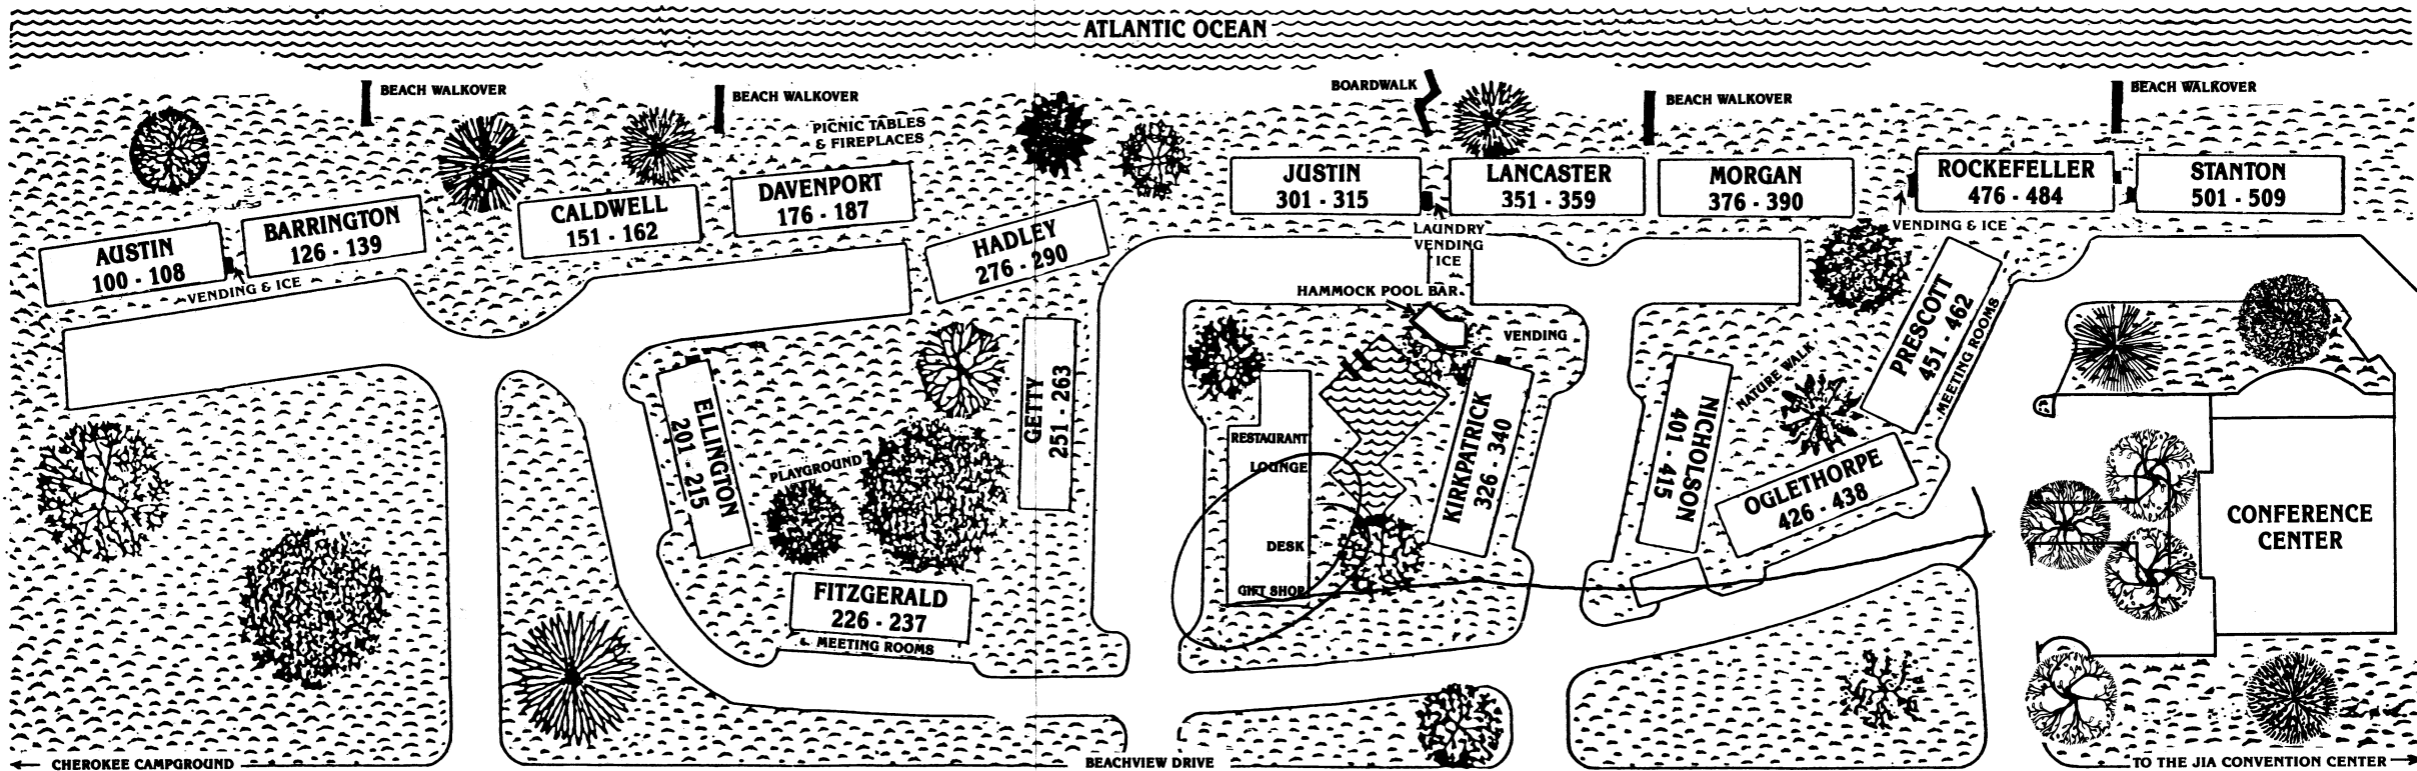 ATLANTIC OCEAN
BEACH WALKOVER
BEACH WALKOVER
BOARDWALK
BEACH WALKOVER
BEACH WALKOVER
PICNIC TABLES
& FIREPLACES
AUSTIN
100 - 108
BARRINGTON
126 - 139
VENDING & ICE
CALDWELL
151 - 162
DAVENPORT
176 - 187
HADLEY
276 - 290
JUSTIN
301 - 315
LANCASTER
351 - 359
MORGAN
376 - 390
ROCKEFELLER
476 - 484
STANTON
501 - 509
LAUNDRY
VENDING
ICE
VENDING & ICE
HAMMOCK POOL BAR
VENDING
ELLINGTON
201 - 215
PLAYGROUND
GETTY
251 - 263
FITZGERALD
226 - 237
& MEETING ROOMS
RESTAURANT
LOUNGE
DESK
GIFT SHOP
KIRKPATRICK
326 - 340
NICHOLSON
401 - 415
NATURE WALK
OGLETHORPE
426 - 438
PRESCOTT
451 - 462
MEETING ROOMS
CONFERENCE
CENTER
CHEROKEE CAMPGROUND
BEACHVIEW DRIVE
TO THE JIA CONVENTION CENTER